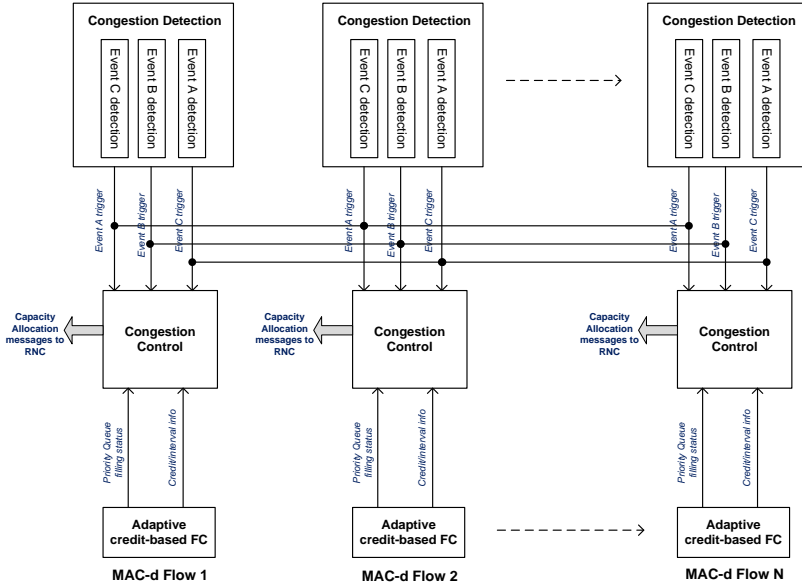 Congestion Detection
Event C detection
Event B detection
Event A detection
Congestion Detection
Event C detection
Event B detection
Event A detection
Congestion Detection
Event C detection
Event B detection
Event A detection
Event A trigger
Event B trigger
Event C trigger
Event A trigger
Event B trigger
Event C trigger
Event A trigger
Event B trigger
Event C trigger
Capacity
Allocation
messages to
RNC
Congestion
Control
Capacity
Allocation
messages to
RNC
Congestion
Control
Capacity
Allocation
messages to
RNC
Congestion
Control
Priority Queue
filling status
Credit/interval info
Priority Queue
filling status
Credit/interval info
Priority Queue
filling status
Credit/interval info
Adaptive
credit-based FC
Adaptive
credit-based FC
Adaptive
credit-based FC
MAC-d Flow 1
MAC-d Flow 2
MAC-d Flow N